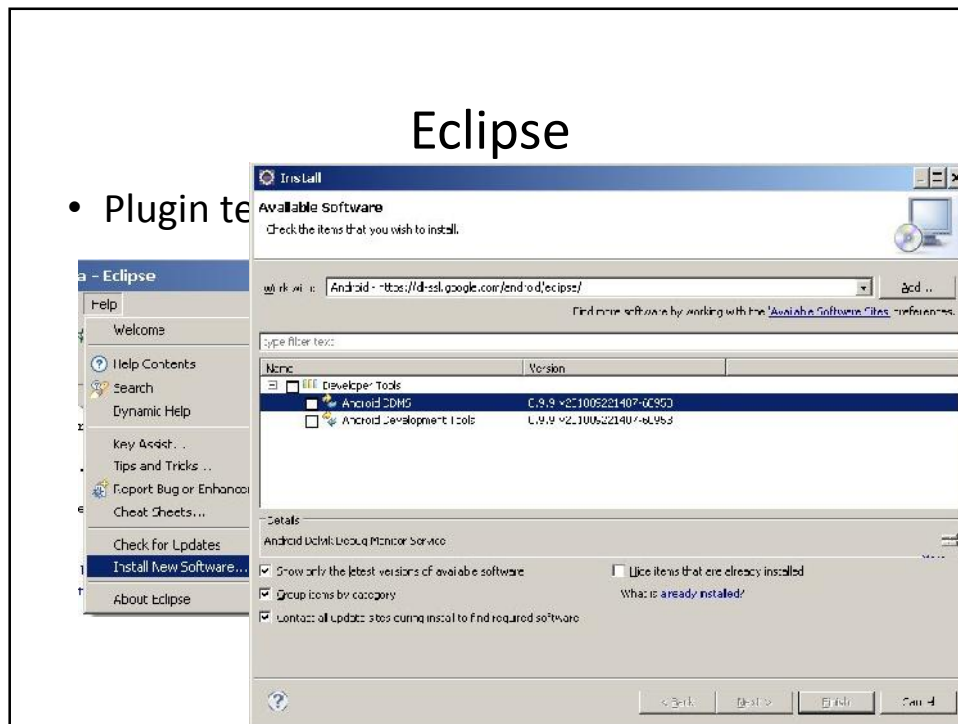 Eclipse
• Plugin te
a - Eclipse
Help
Welcome
Help Contents
Search
Dynamic Help
Key Assist...
Tips and Tricks ...
Report Bug or Enhance
Cheat Sheets...
Check for Updates
Install New Software...
About Eclipse
Install
Available Software
Check the items that you wish to install.
Work with: Android - https://dl-ssl.google.com/android/eclipse/
Add ...
Find more software by working with the 'Available Software Sites' preferences.
type filter text
Name Version
Developer Tools
Android DDMS
Android Development Tools
Details
Android Dalvik Debug Monitor Service
More...
Show only the latest versions of available software
Hide items that are already installed
Group items by category
What is already installed?
Contact all update sites during install to find required software
< Back Next > Finish Cancel